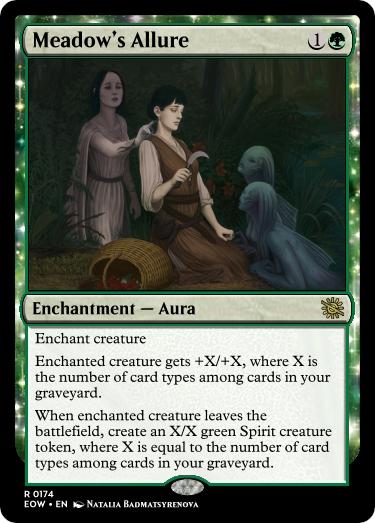 Meadow's Allure 1
Enchantment — Aura
Enchant creature
Enchanted creature gets +X/+X, where X is
the number of card types among cards in your
graveyard.
When enchanted creature leaves the
battlefield, create an X/X green Spirit creature
token, where X is equal to the number of card
types among cards in your graveyard.
R 0174
EOW • EN Natalia Badmatsyrenova